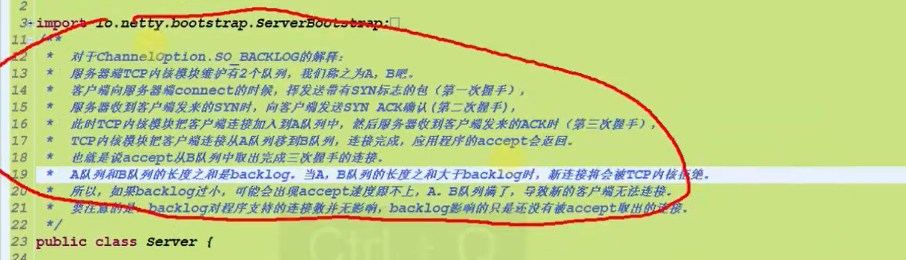 2
3 import io.netty.bootstrap.ServerBootstrap;
11 /**
12 * 对于ChannelOption.SO_BACKLOG的解释:
13 * 服务器端TCP内核模块维护有2个队列，我们称之为A，B吧。
14 * 客户端向服务器端connect的时候，挥发送带有SYN标志的包（第一次握手），
15 * 服务器收到客户端发来的SYN时，向客户端发送SYN ACK确认(第二次握手)，
16 * 此时TCP内核模块把客户端连接加入到A队列中，然后服务器收到客户端发来的ACK时（第三次握手），
17 * TCP内核模块把客户端连接从A队列移到B队列，连接完成，应用程序的accept会返回。
18 * 也就是说accept从B队列中取出完成三次握手的连接。
19 * A队列和B队列的长度之和是backlog。当A，B队列的长度之和大于backlog时，新连接将会被TCP内核拒绝。
20 * 所以，如果backlog过小，可能会出现accept速度跟不上，A．B队列满了，导致新的客户端无法连接。
21 * 要注意的是，backlog对程序支持的连接数并无影响，backlog影响的只是还没有被accept取出的连接。
22 */
23 public class Server {
Ctrl + Q